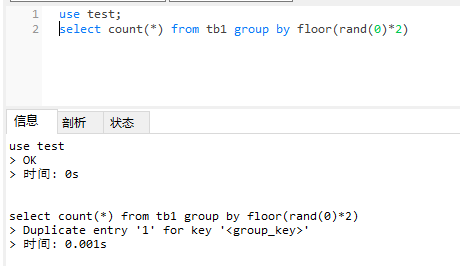 1 use test;
2 select count(*) from tb1 group by floor(rand(0)*2)
信息 剖析 状态
use test
> OK
> 时间: 0s
select count(*) from tb1 group by floor(rand(0)*2)
> Duplicate entry '1' for key '<group_key>'
> 时间: 0.001s